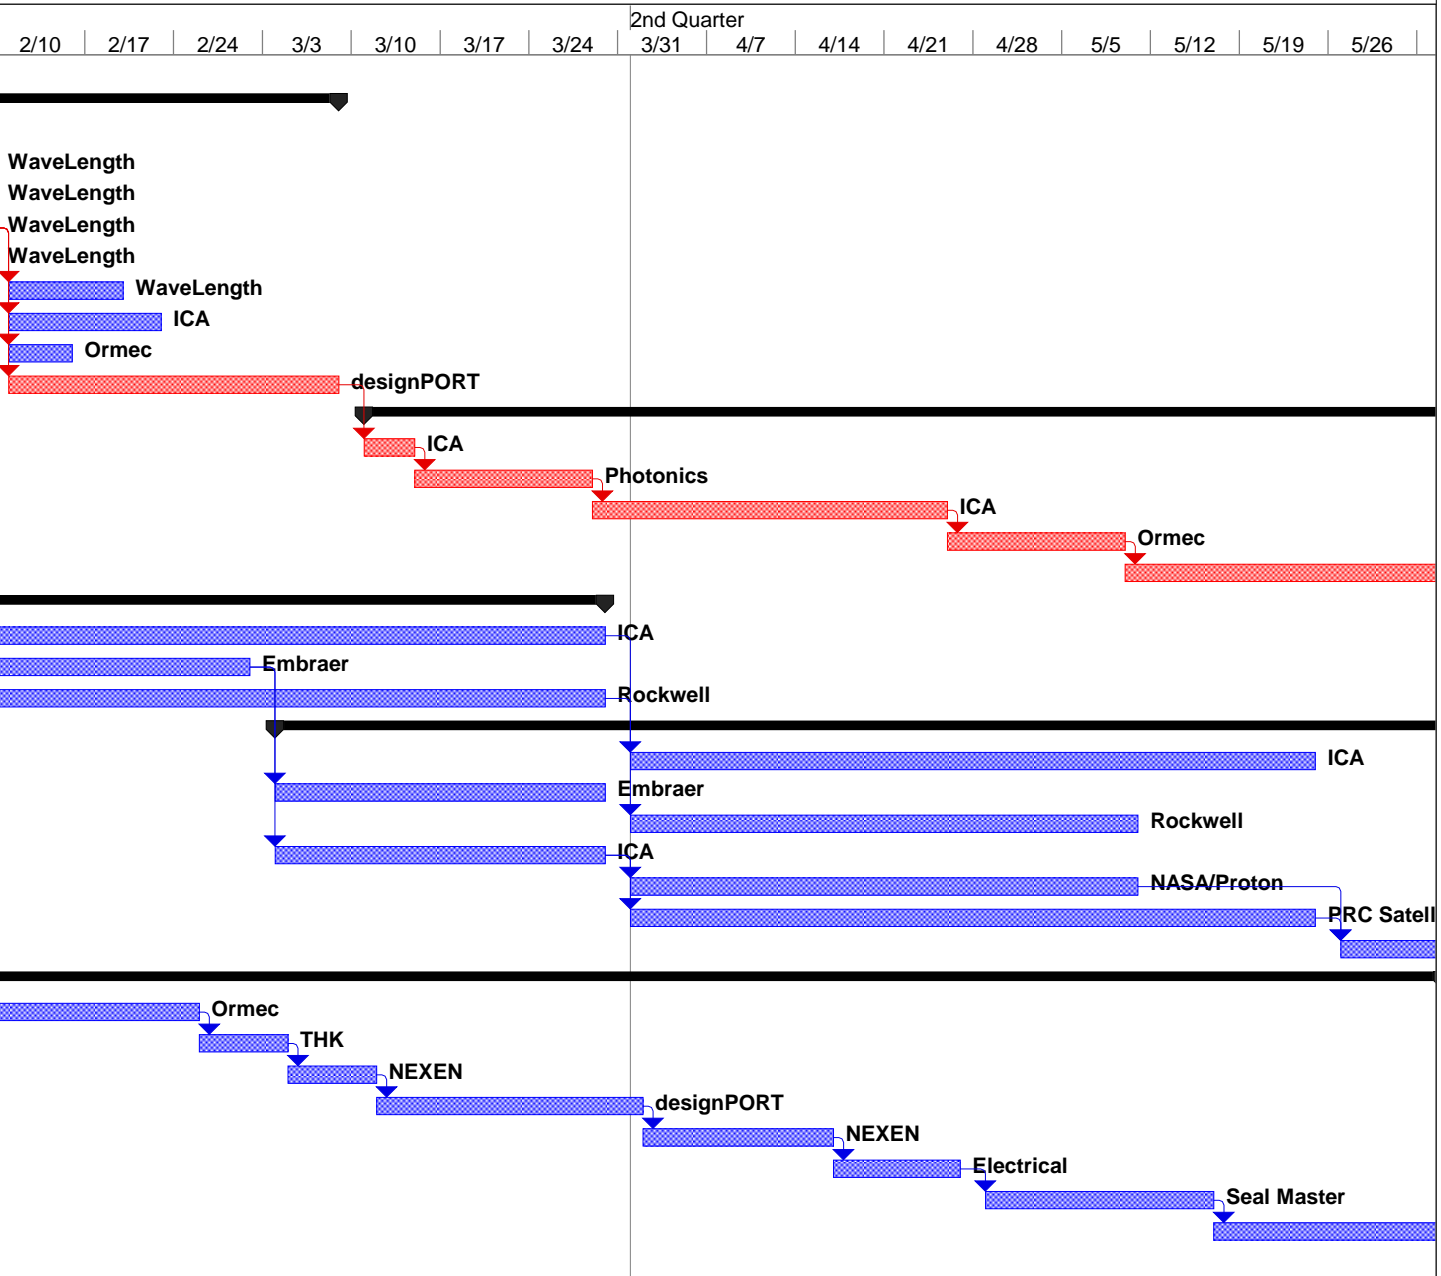 2nd Quarter
2/10 2/17 2/24 3/3 3/10 3/17 3/24 3/31 4/7 4/14 4/21 4/28 5/5 5/12 5/19 5/26
WaveLength
WaveLength
WaveLength
WaveLength
WaveLength
ICA
Ormec
designPORT
ICA
Photonics
ICA
Ormec
ICA
Embraer
Rockwell
ICA
Embraer
Rockwell
ICA
NASA/Proton
PRC Satell
Ormec
THK
NEXEN
designPORT
NEXEN
Electrical
Seal Master